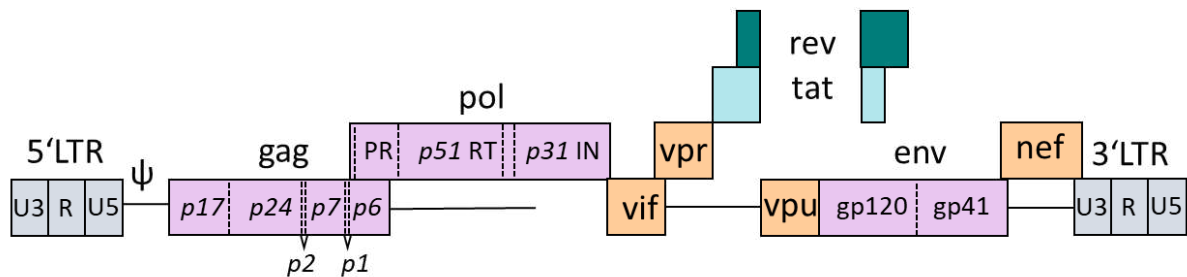 rev
tat
pol
5‘LTR ψ gag vpr env nef 3‘LTR
PR p51 RT p31 IN
U3 R U5 p17 p24 p7 p6 vif vpu gp120 gp41 U3 R U5
p2 p1